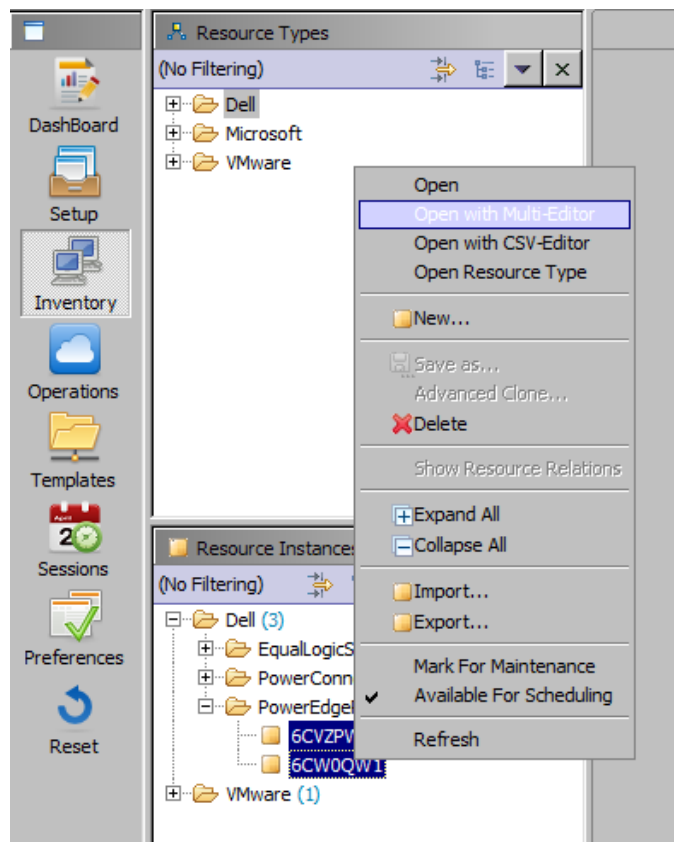 DashBoard
Setup
Inventory
Operations
Templates
April
2
Sessions
Preferences
Reset
Resource Types
(No Filtering)
Dell
Microsoft
VMware
Resource Instances
(No Filtering)
Dell (3)
EqualLogicS
PowerConn
PowerEdge
6CVZPV
6CW0QW1
VMware (1)
Open
Open with Multi-Editor
Open with CSV-Editor
Open Resource Type
New...
Save as...
Advanced Clone...
Delete
Show Resource Relations
Expand All
Collapse All
Import...
Export...
Mark For Maintenance
Available For Scheduling
Refresh